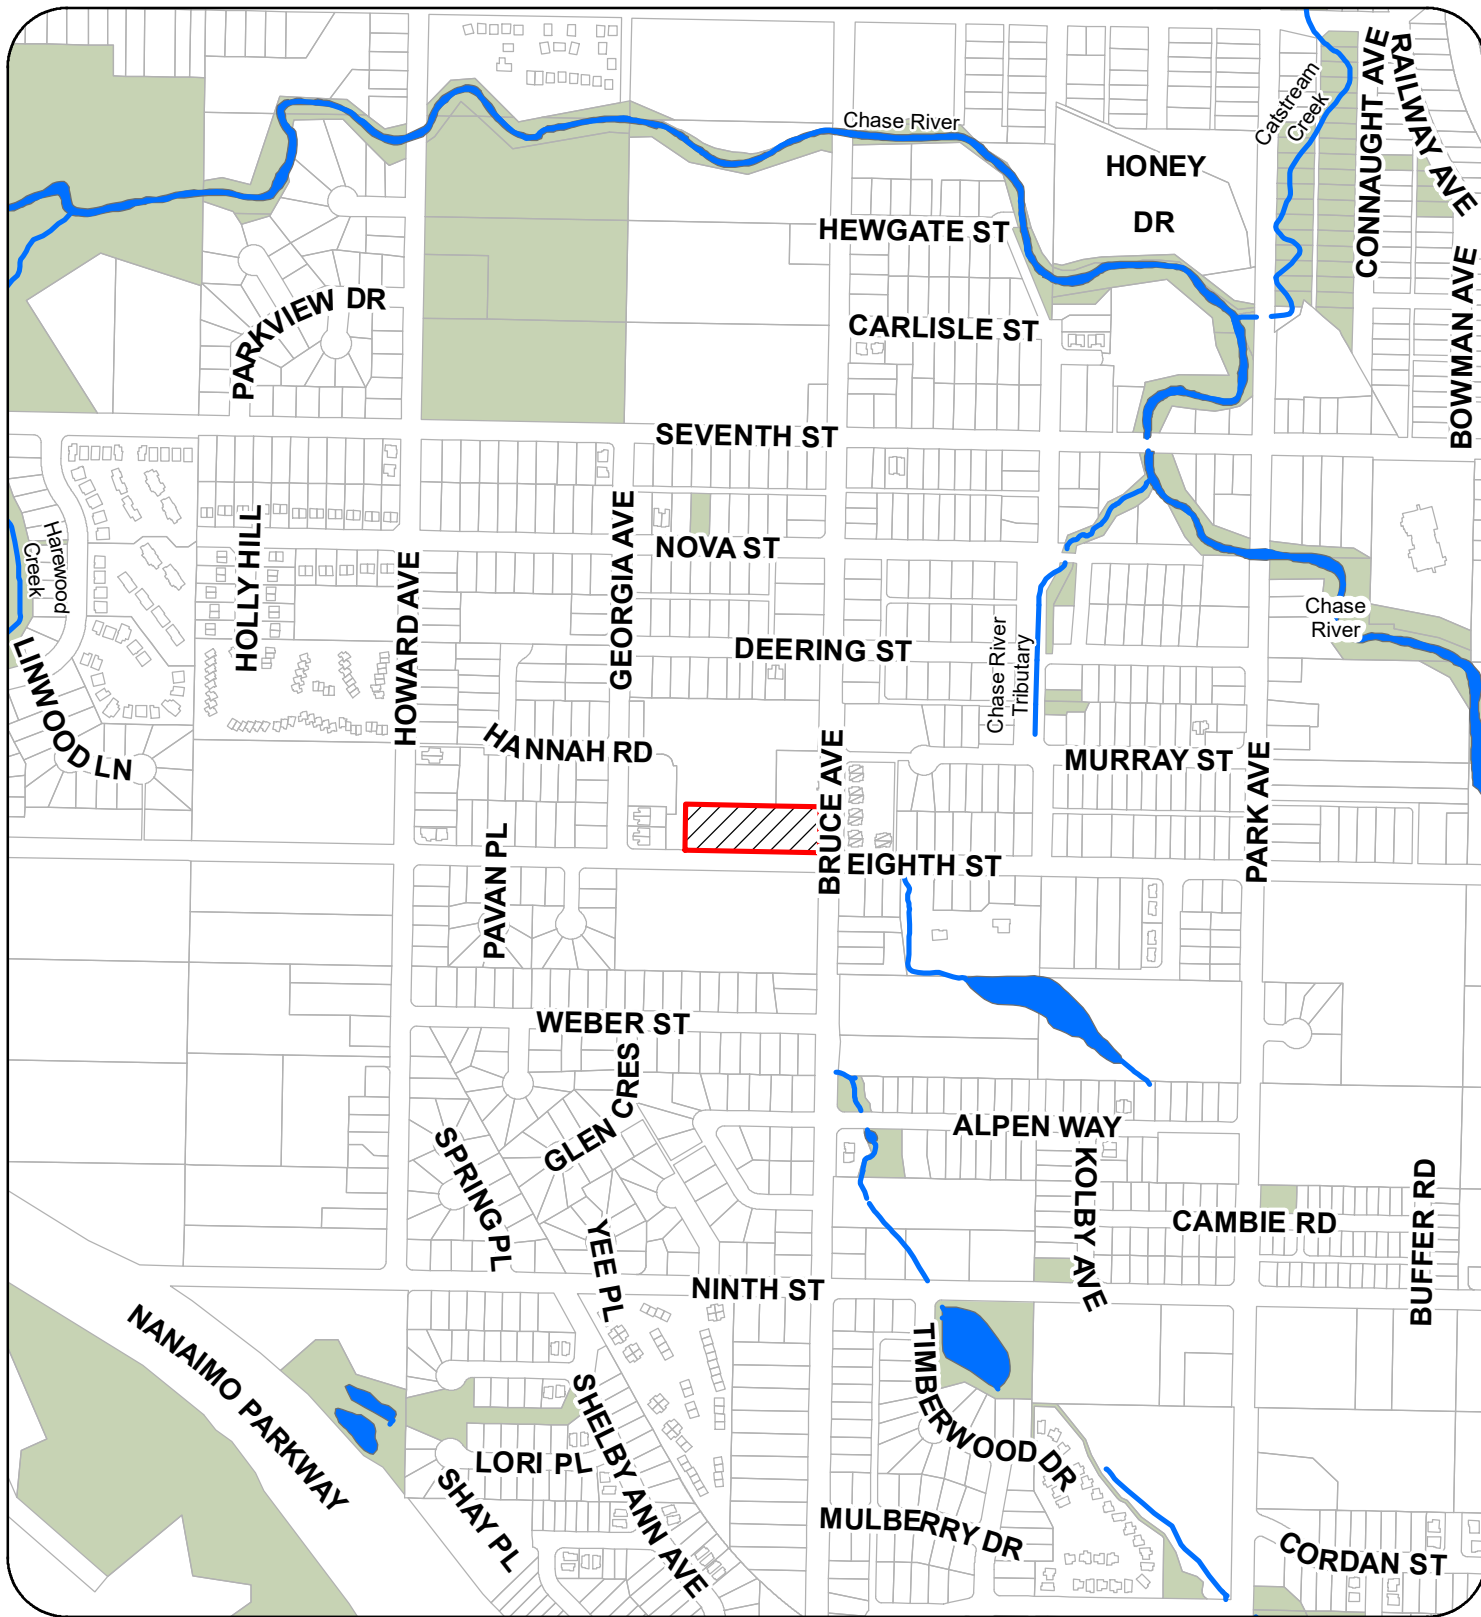 CONNAUGHT AVE
RAILWAY AVE
Catstream
Creek
Chase River
HONEY
DR
HEWGATE ST
PARKVIEW DR
CARLISLE ST
BOWMAN AVE
SEVENTH ST
Harewood
Creek
HOLLY HILL
HOWARD AVE
GEORGIA AVE
NOVA ST
Chase
River
DEERING ST
Chase River
Tributary
LINWOOD LN
HANNAH RD
MURRAY ST
BRUCE AVE
PARK AVE
PAVAN PL
EIGHTH ST
WEBER ST
GLEN CRES
ALPEN WAY
SPRING PL
KOLBY AVE
CAMBIE RD
BUFFER RD
YEE PL
NINTH ST
NANAIMO PARKWAY
TIMBERWOOD DR
SHELBY ANN AVE
LORI PL
SHAY PL
MULBERRY DR
CORDAN ST